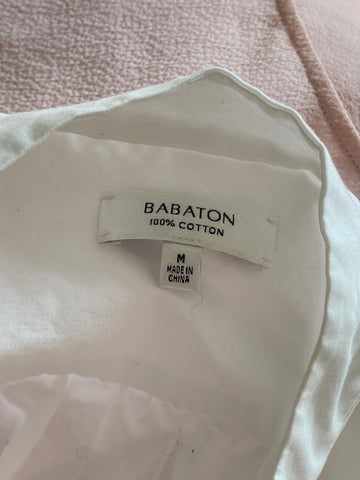 BABATON
100% COTTON
M
MADE IN
CHINA